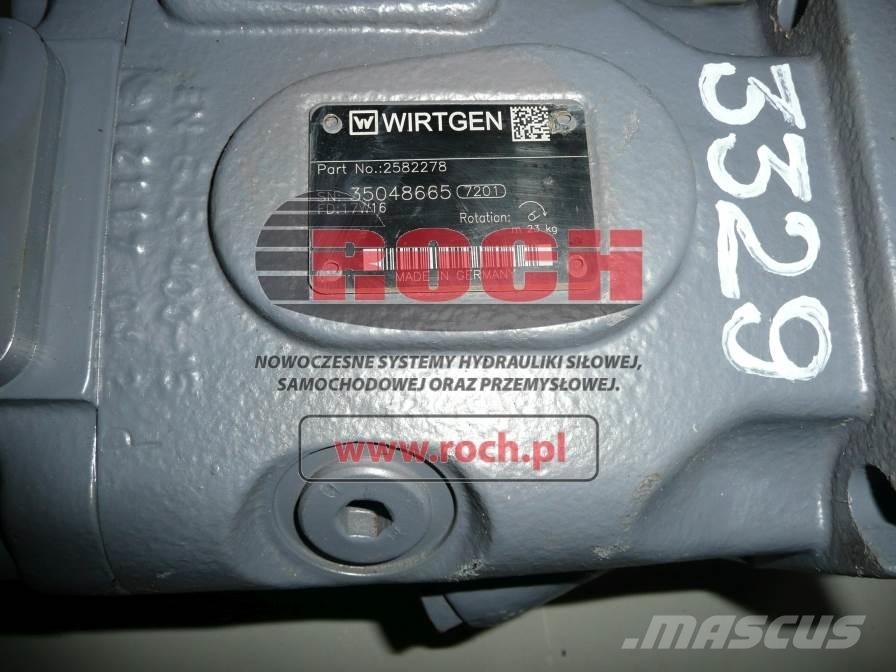 WIRTGEN
Part No.:2582278
SN: 35048665 (7201)
FD:17W16 Rotation:
m 23 kg
MADE IN GERMANY
ROCH
NOWOCZESNE SYSTEMY HYDRAULIKI SIŁOWEJ,
SAMOCHODOWEJ ORAZ PRZEMYSŁOWEJ.
www.roch.pl
3329
MASCUS